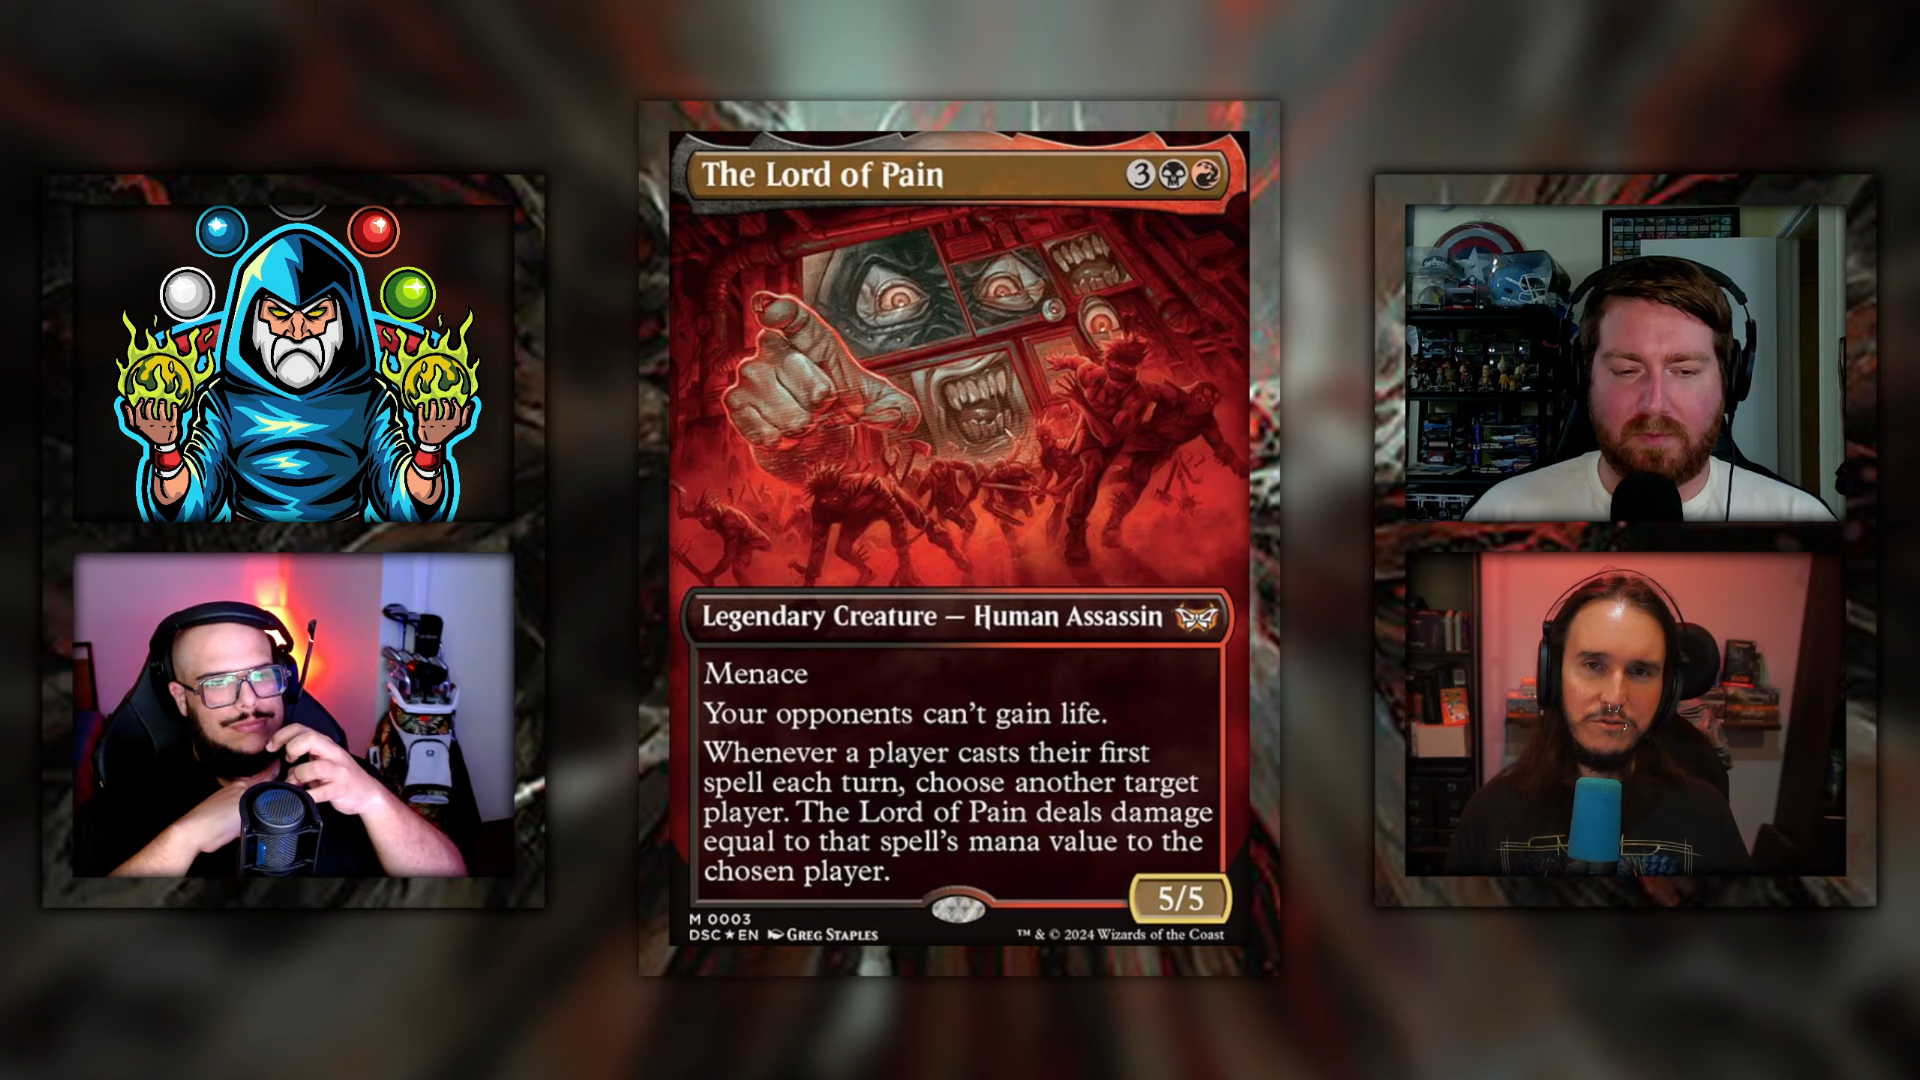 The Lord of Pain
3
Legendary Creature — Human Assassin
Menace
Your opponents can't gain life.
Whenever a player casts their first
spell each turn, choose another target
player. The Lord of Pain deals damage
equal to that spell's mana value to the
chosen player.
5/5
M 0003
DSC★EN GREG STAPLES
™ & © 2024 Wizards of the Coast